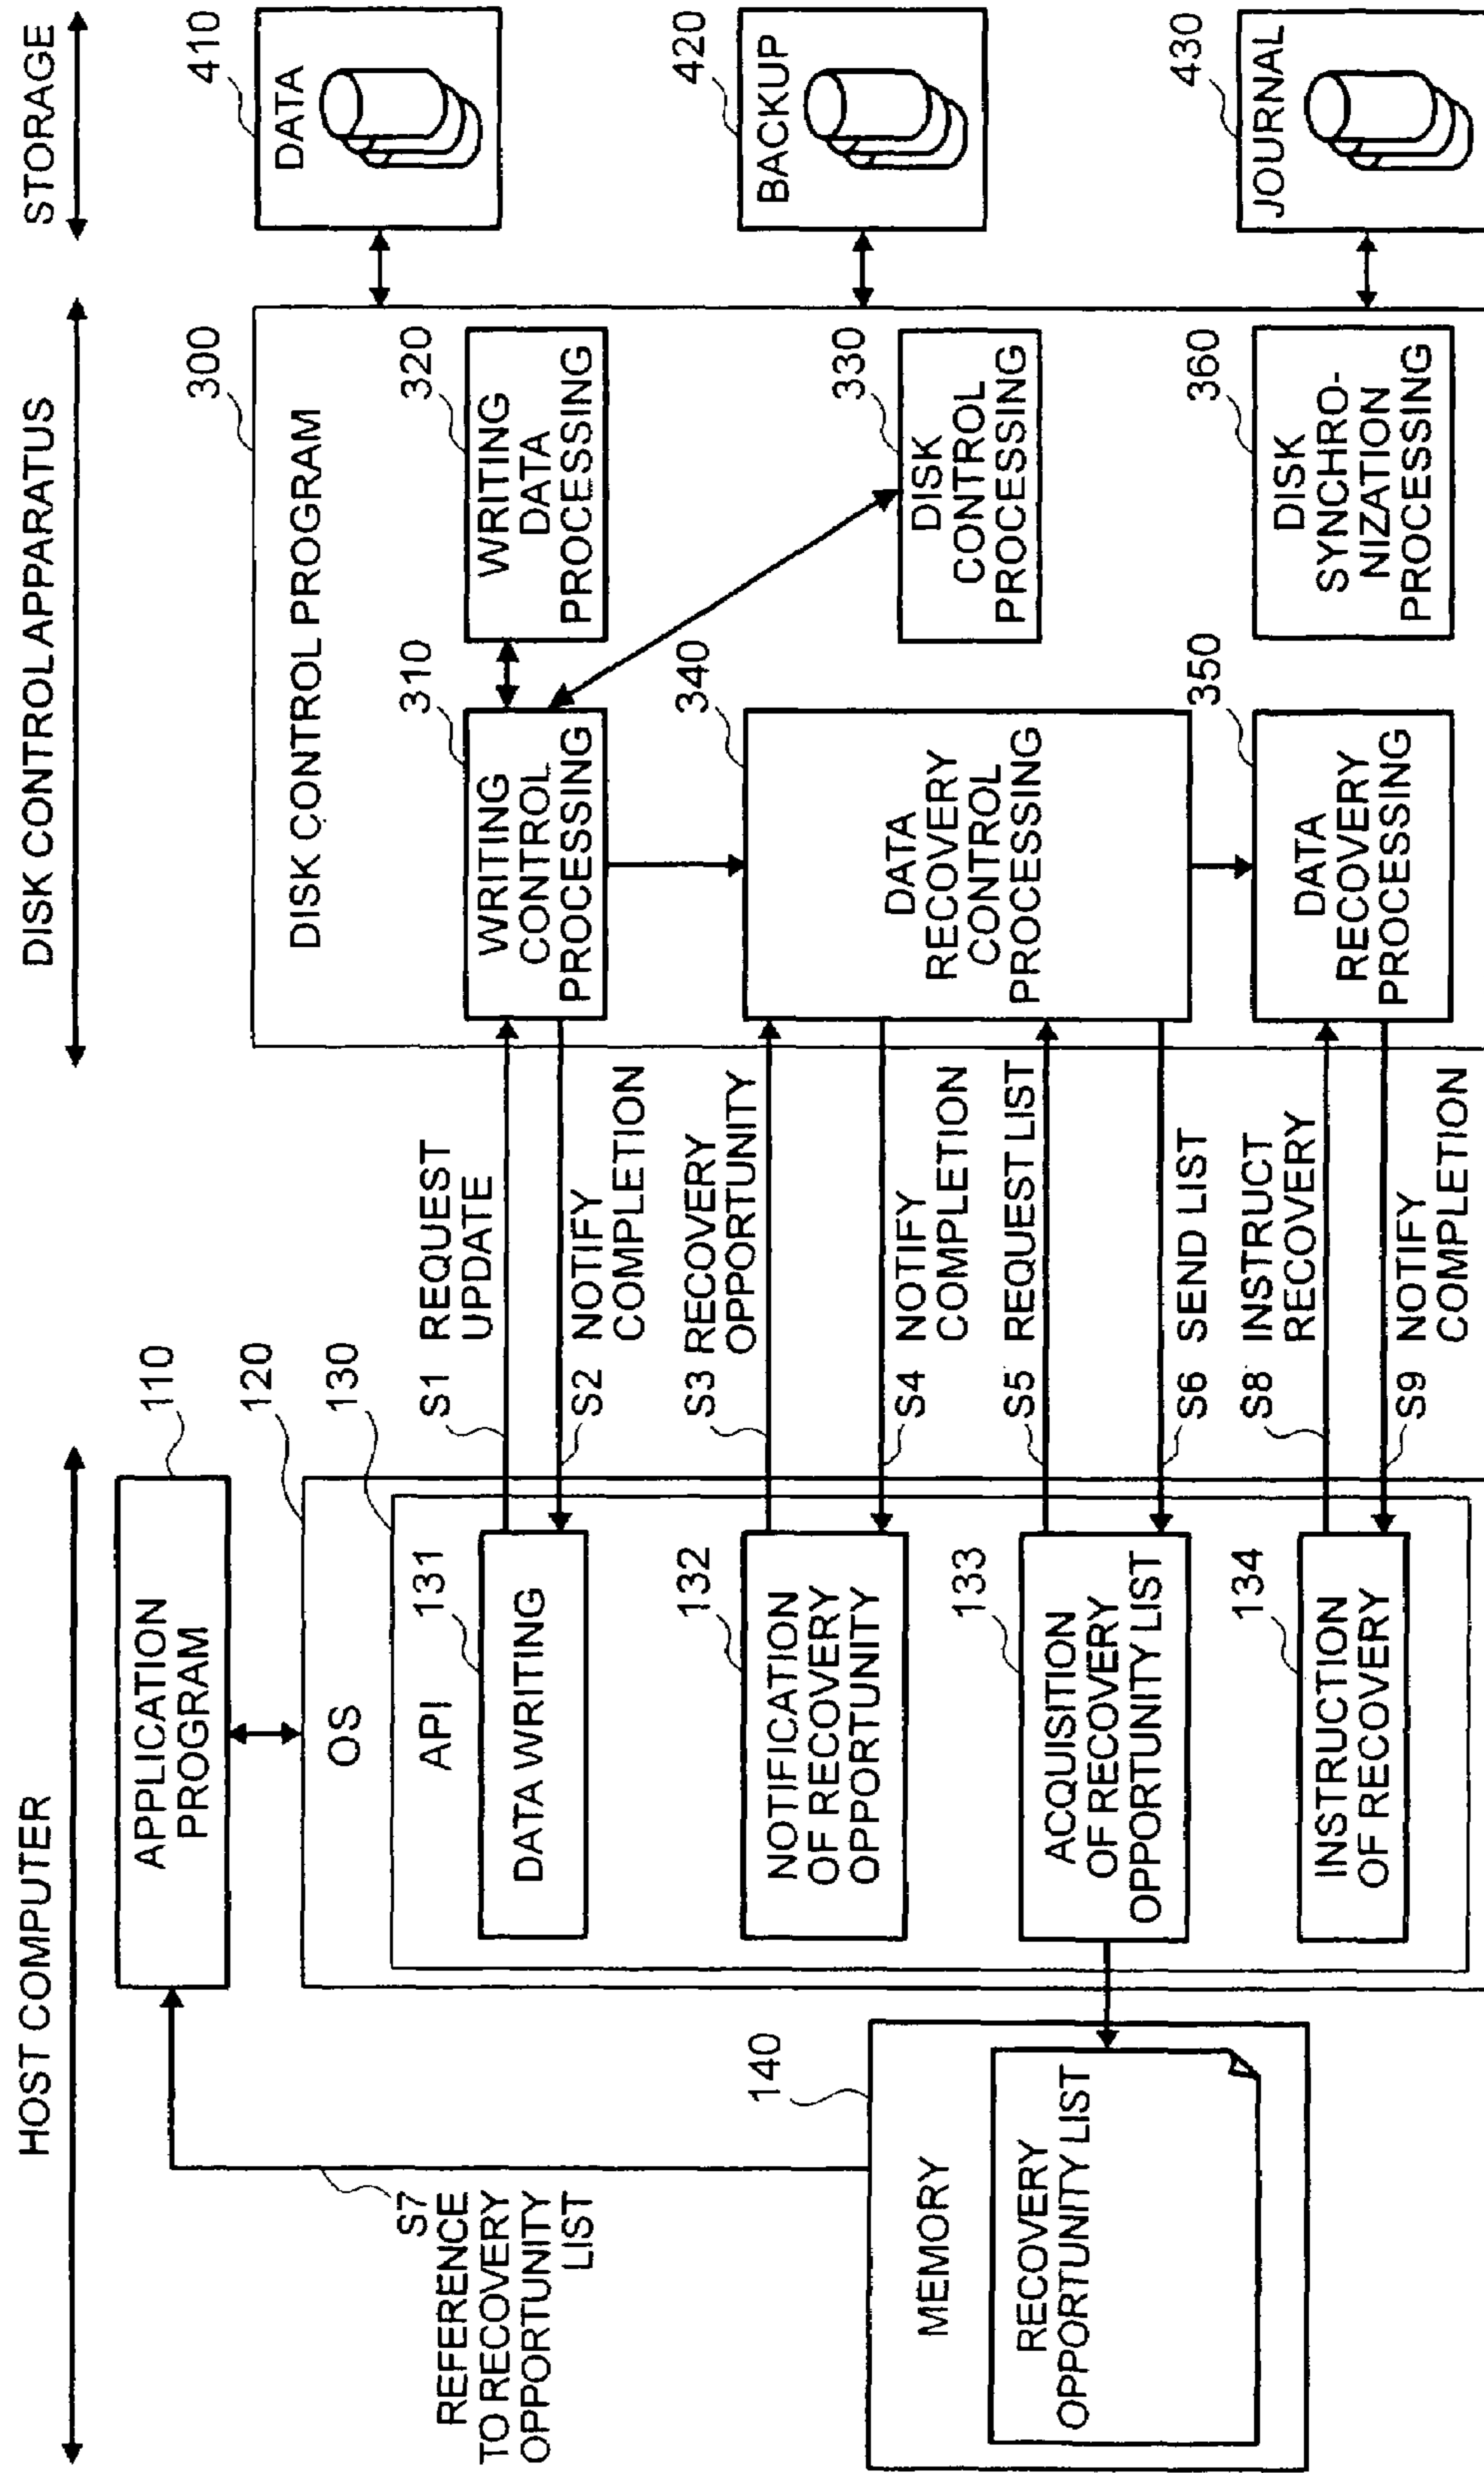 HOST COMPUTER
DISK CONTROL APPARATUS
STORAGE
APPLICATION
PROGRAM
110
120
130
OS
API
131
DATA WRITING
132
NOTIFICATION
OF RECOVERY
OPPORTUNITY
133
ACQUISITION
OF RECOVERY
OPPORTUNITY LIST
134
INSTRUCTION
OF RECOVERY
S7
REFERENCE
TO RECOVERY
OPPORTUNITY
LIST
140
MEMORY
RECOVERY
OPPORTUNITY LIST
S1
REQUEST
UPDATE
S2
NOTIFY
COMPLETION
S3
RECOVERY
OPPORTUNITY
S4
NOTIFY
COMPLETION
S5
REQUEST LIST
S6
SEND LIST
S8
INSTRUCT
RECOVERY
S9
NOTIFY
COMPLETION
300
DISK CONTROL PROGRAM
310
WRITING
CONTROL
PROCESSING
320
WRITING
DATA
PROCESSING
330
DISK
CONTROL
PROCESSING
340
DATA
RECOVERY
CONTROL
PROCESSING
350
DATA
RECOVERY
PROCESSING
360
DISK
SYNCHRO-
NIZATION
PROCESSING
410
DATA
420
BACKUP
430
JOURNAL